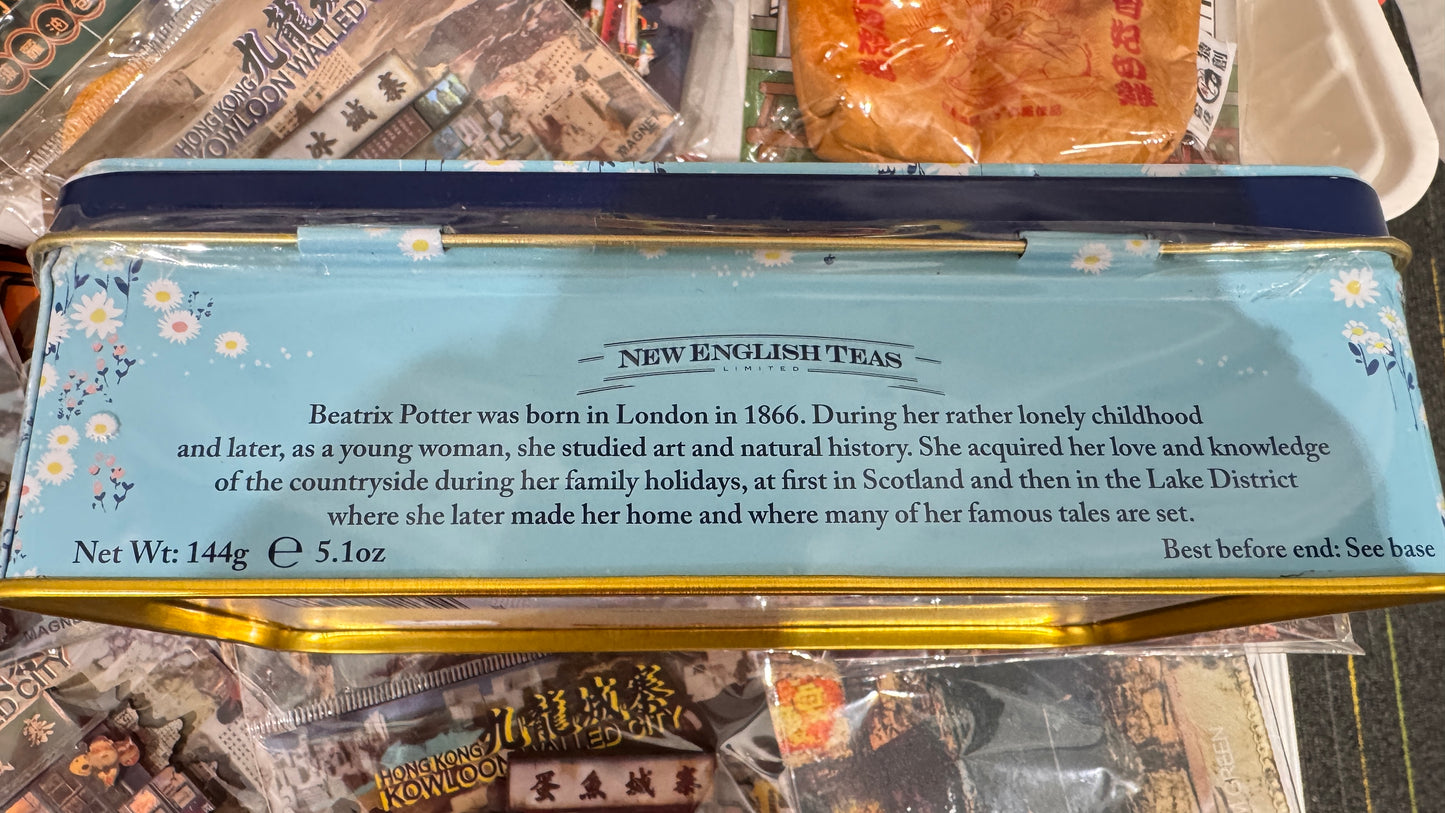 HONG KONG
KOWLOON WALLED
九龍
城寨
MAGNET
NEW ENGLISH TEAS
LIMITED
Beatrix Potter was born in London in 1866. During her rather lonely childhood
and later, as a young woman, she studied art and natural history. She acquired her love and knowledge
of the countryside during her family holidays, at first in Scotland and then in the Lake District
where she later made her home and where many of her famous tales are set.
Net Wt: 144g ℮ 5.1oz
Best before end: See base
MAGNE
D CITY
九龍城寨
HONG KONG
KOWLOON WALLED CITY
蛋魚城寨
GREEN